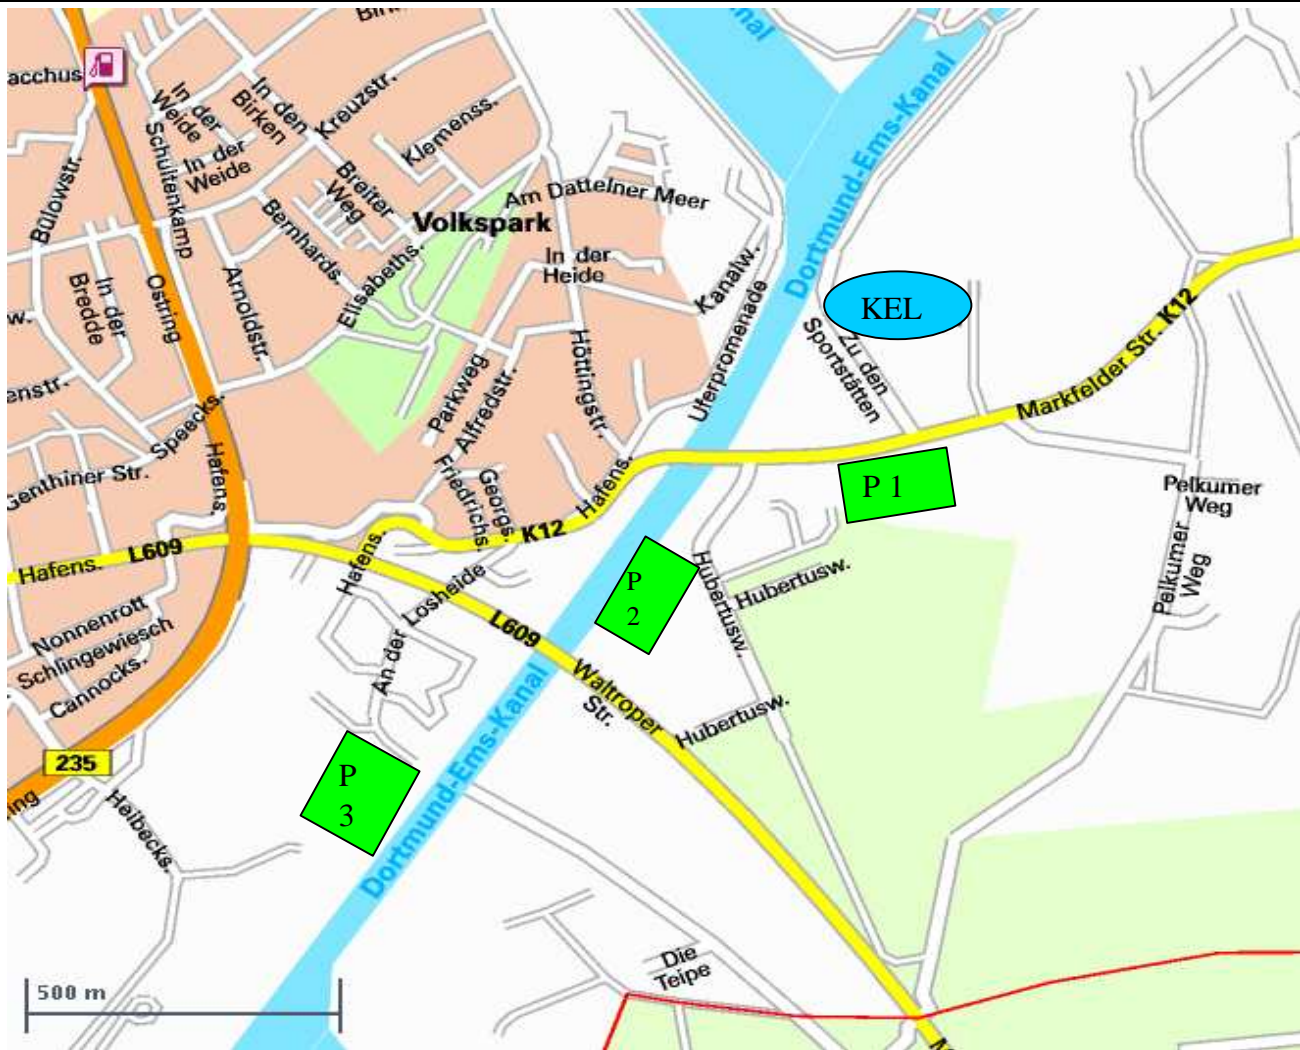 Bin
nal
acchus
In der
Weide
In den
Birken
Kreuzstr.
Klemenss.
Schultenkamp
In der
Weide
Breiter
Weg
Bülowstr.
Bernhards.
Volkspark
Am Dattelner Meer
Dortmund-Ems-Kanal
In der
Bredde
Ostring
Arnoldstr.
Elisabeths.
In der
Heide
Kanalw.
Uferpromenade
KEL
w.
Zu den
Sportstätten
Markfelder Str. K12
enstr.
Speecks.
Parkweg
Alfredstr.
Höttingstr.
Genthiner Str.
Hafens.
Friedrichs.
Georgs.
Hafens.
P 1
Pelkumer
Weg
Hafens. L609
Hafens.
K12
P
2
Hubertusw.
Hubertusw.
Pelkumer
Weg
Losheide
An der
L609
Nonnenrott
Schlingewiesch
Cannocks.
Waltroper
Str.
Hubertusw.
235
ing
Heibecks.
P
3
Dortmund-Ems-Kanal
Die
Teipe
500 m